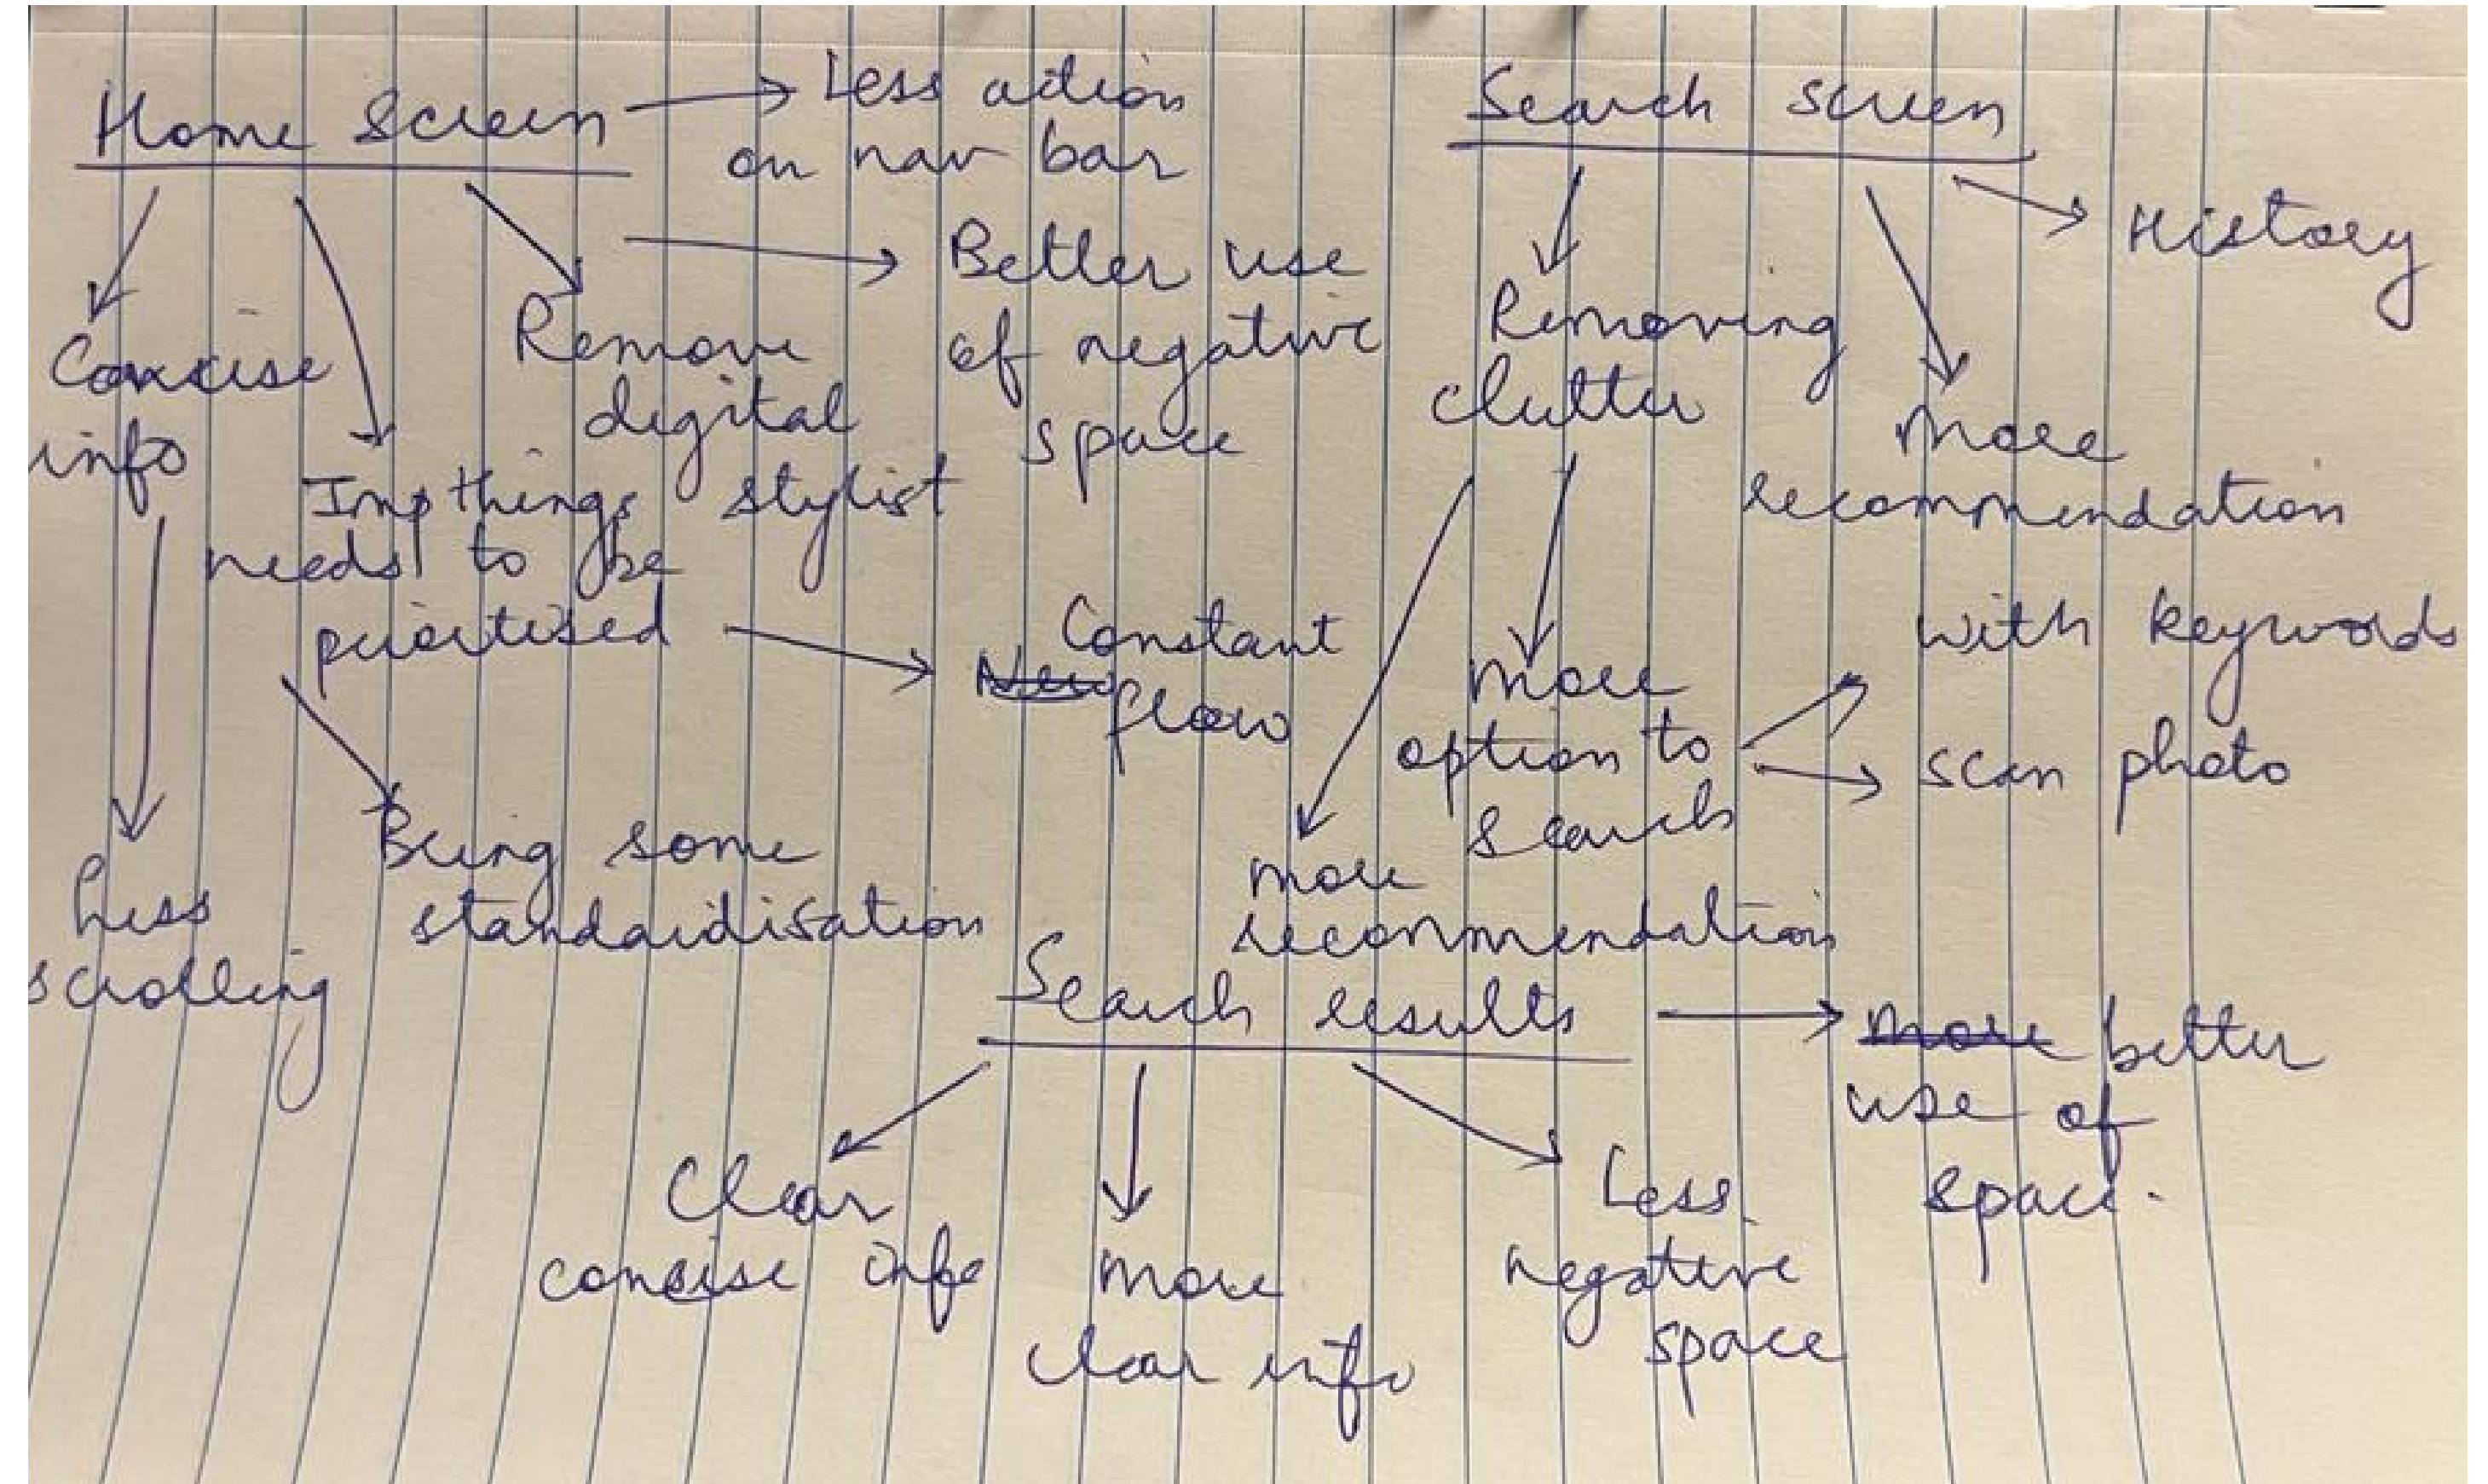 Home Screen
Less action
on nav bar
Better use
of negative
space
Remove
digital
stylist
Concise
info
Imp things
needs to be
prioritised
Constant
flow
Being some
standardisation
Less
scrolling
Search screen
History
Removing
clutter
More
recommendation
More
option to
search
with keywords
scan photo
more
recommendation
Search results
more better
use of
space.
Clear
concise info
More
clear info
Less
negative
space